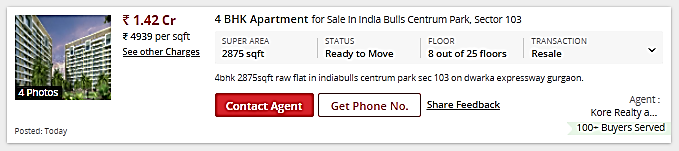 ₹ 1.42 Cr
₹ 4939 per sqft
See other Charges
4 Photos
Posted: Today
4 BHK Apartment for Sale in India Bulls Centrum Park, Sector 103
SUPER AREA
2875 sqft
STATUS
Ready to Move
FLOOR
8 out of 25 floors
TRANSACTION
Resale
4bhk 2875sqft raw flat in indiabulls centrum park sec 103 on dwarka expressway gurgaon.
Contact Agent
Get Phone No.
Share Feedback
Agent :
Kore Realty a...
100+ Buyers Served